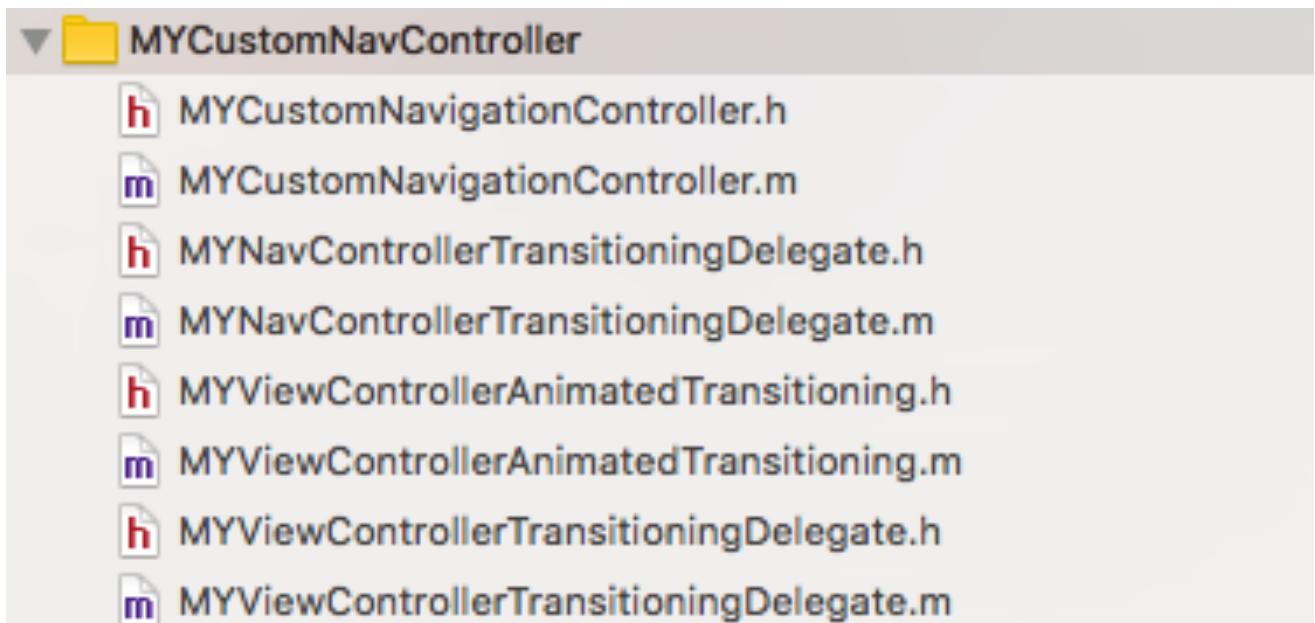 MYCustomNavController
h MYCustomNavigationController.h
m MYCustomNavigationController.m
h MYNavControllerTransitioningDelegate.h
m MYNavControllerTransitioningDelegate.m
h MYViewControllerAnimatedTransitioning.h
m MYViewControllerAnimatedTransitioning.m
h MYViewControllerTransitioningDelegate.h
m MYViewControllerTransitioningDelegate.m